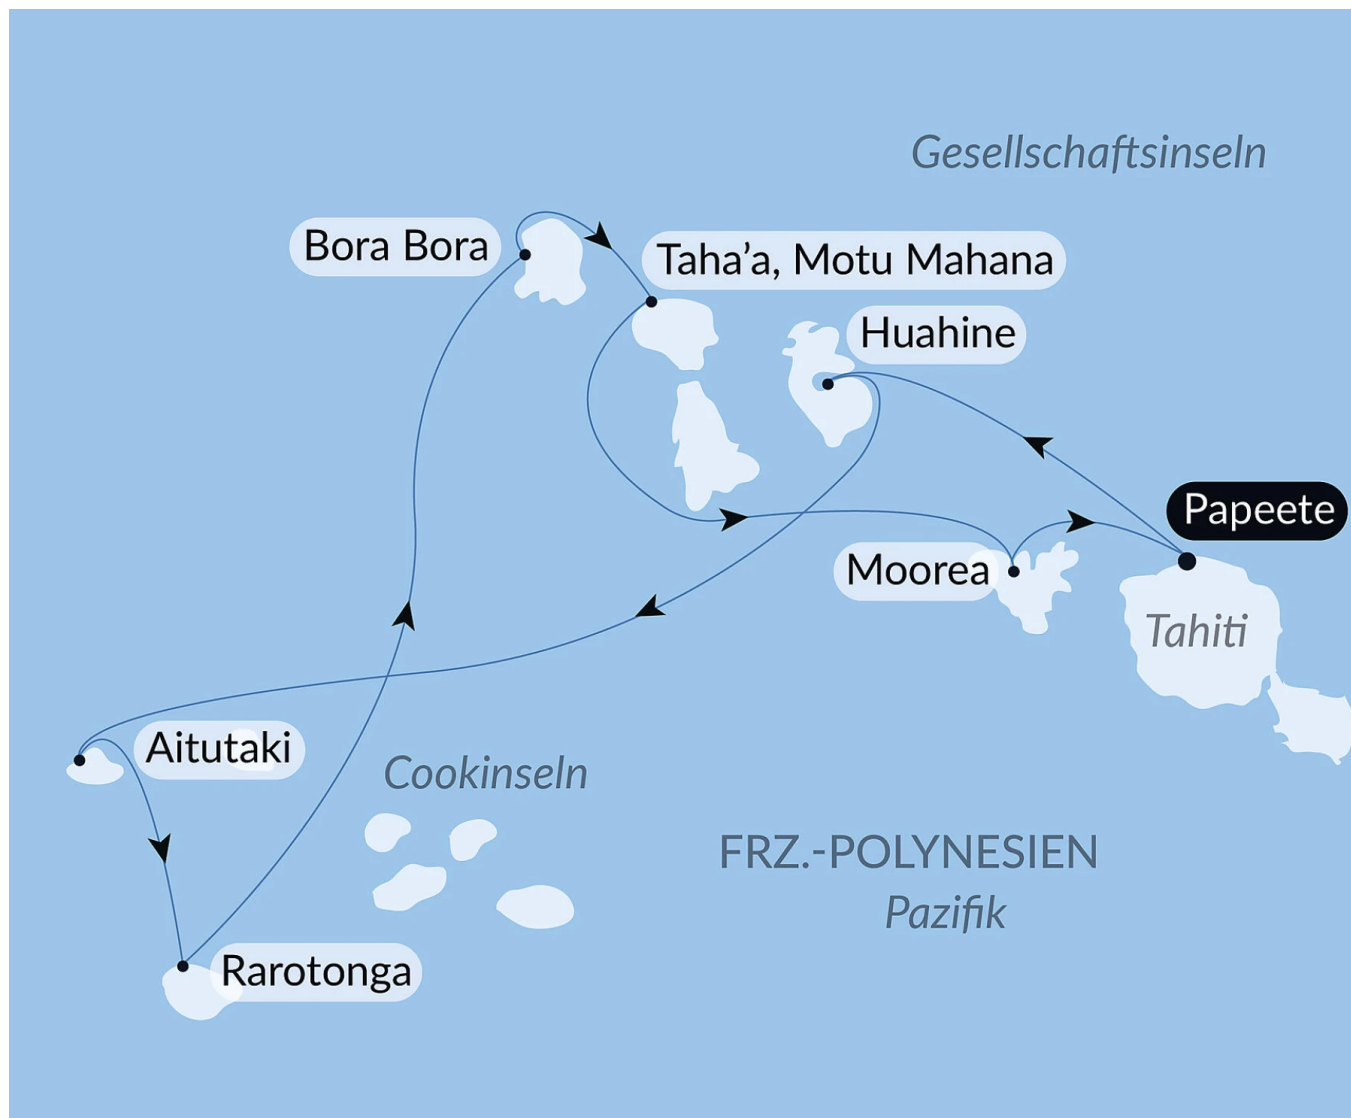 Gesellschaftsinseln
Bora Bora
Taha’a, Motu Mahana
Huahine
Papeete
Moorea
Tahiti
Aitutaki
Cookinseln
FRZ.-POLYNESIEN
Pazifik
Rarotonga